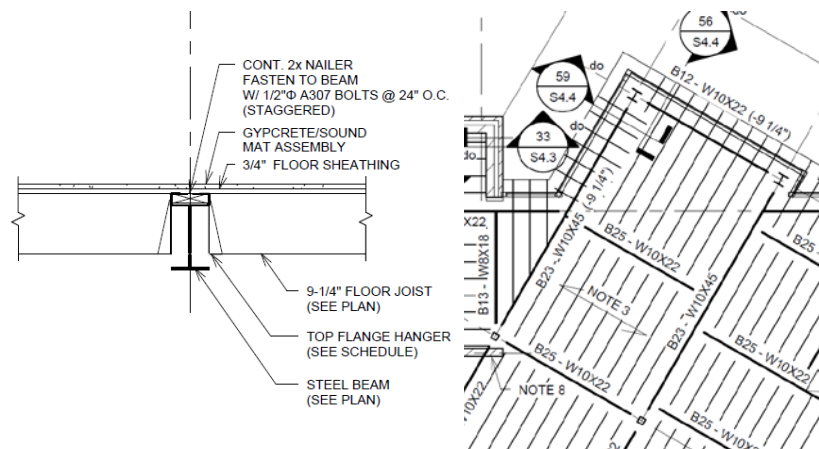 CONT. 2x NAILER
FASTEN TO BEAM
W/ 1/2"Φ A307 BOLTS @ 24" O.C.
(STAGGERED)
GYPCRETE/SOUND
MAT ASSEMBLY
3/4" FLOOR SHEATHING
9-1/4" FLOOR JOIST
(SEE PLAN)
TOP FLANGE HANGER
(SEE SCHEDULE)
STEEL BEAM
(SEE PLAN)
56
S4.4
do
59
S4.4
do
33
S4.3
do
B12 - W10X22 (-9 1/4")
X22
B13 - W8X18
B23 - W10X45 (-9 1/4")
B25 - W10X22
B25 -
NOTE 3
B23 - W10X45
B25 - W10X22
B25 - W10X22
NOTE 8
W10X22
B25 - W10X22